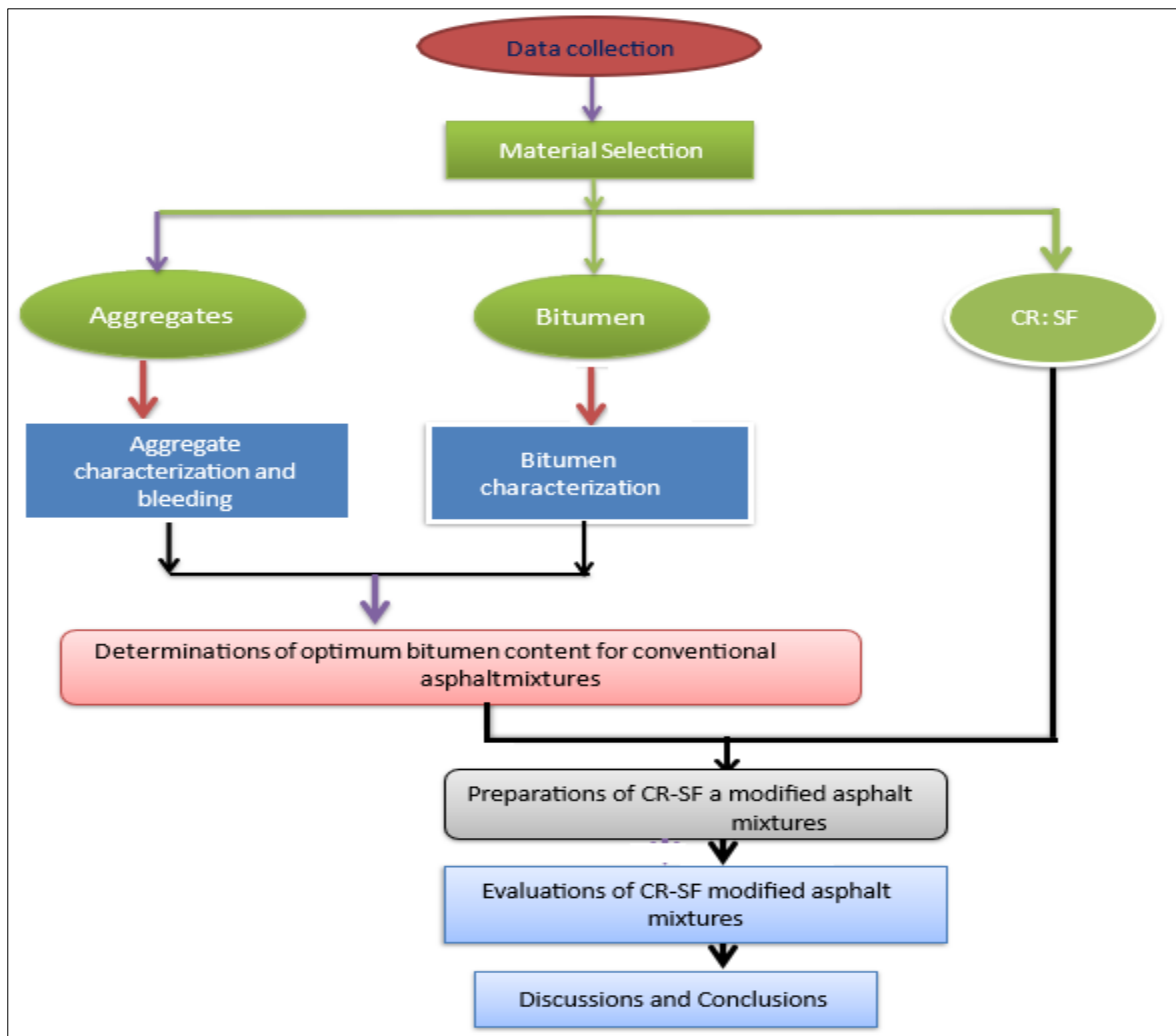 Data collection
Material Selection
Aggregates
Bitumen
CR: SF
Aggregate
characterization and
bleeding
Bitumen
characterization
Determinations of optimum bitumen content for conventional
asphaltmixtures
Preparations of CR-SF a modified asphalt
mixtures
Evaluations of CR-SF modified asphalt
mixtures
Discussions and Conclusions